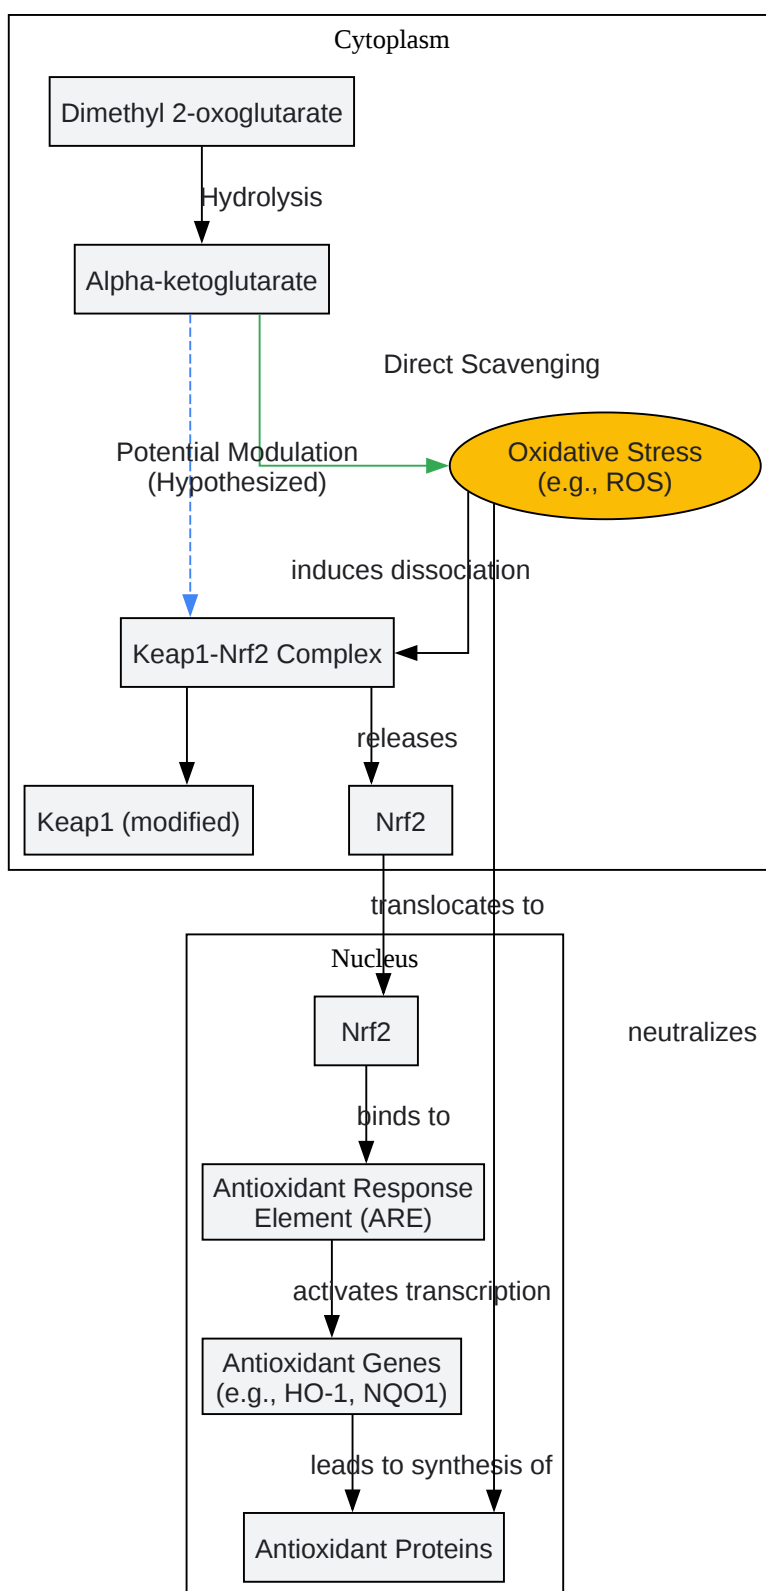 Cytoplasm
Dimethyl 2-oxoglutarate
Hydrolysis
Alpha-ketoglutarate
Direct Scavenging
Potential Modulation
(Hypothesized)
Oxidative Stress
(e.g., ROS)
induces dissociation
Keap1-Nrf2 Complex
releases
Keap1 (modified)
Nrf2
translocates to
Nucleus
Nrf2
neutralizes
binds to
Antioxidant Response
Element (ARE)
activates transcription
Antioxidant Genes
(e.g., HO-1, NQO1)
leads to synthesis of
Antioxidant Proteins